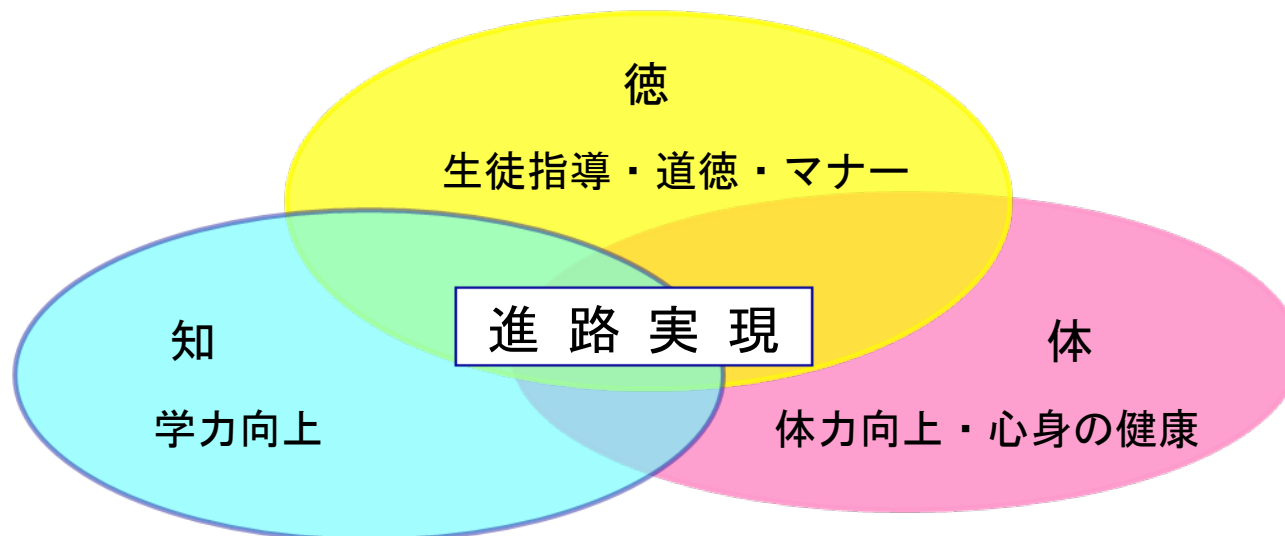 徳
生徒指導・道徳・マナー
進路実現
知
体
学力向上
体力向上・心身の健康